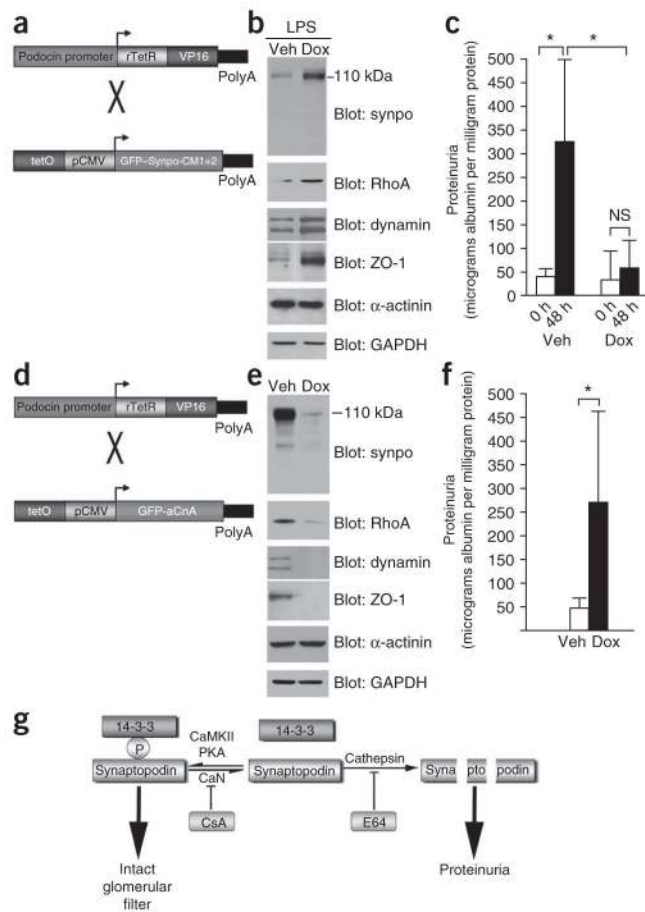 a
Podocin promoter rTetR VP16
PolyA
X
tetO pCMV GFP–Synpo-CM1+2
PolyA
b
LPS
Veh Dox
–110 kDa
Blot: synpo
Blot: RhoA
Blot: dynamin
Blot: ZO-1
Blot: α-actinin
Blot: GAPDH
c
Proteinuria
(micrograms albumin per milligram protein)
500
450
400
350
300
250
200
150
100
50
0
* *
NS
0 h 48 h 0 h 48 h
Veh Dox
d
Podocin promoter rTetR VP16
PolyA
X
tetO pCMV GFP-aCnA
PolyA
e
Veh Dox
–110 kDa
Blot: synpo
Blot: RhoA
Blot: dynamin
Blot: ZO-1
Blot: α-actinin
Blot: GAPDH
f
Proteinuria
(micrograms albumin per milligram protein)
500
450
400
350
300
250
200
150
100
50
*
Veh Dox
g
14-3-3
P
Synaptopodin
CaMKII
PKA
CaN
CsA
14-3-3
Synaptopodin
Cathepsin
E64
Syna pto podin
Intact
glomerular
filter
Proteinuria